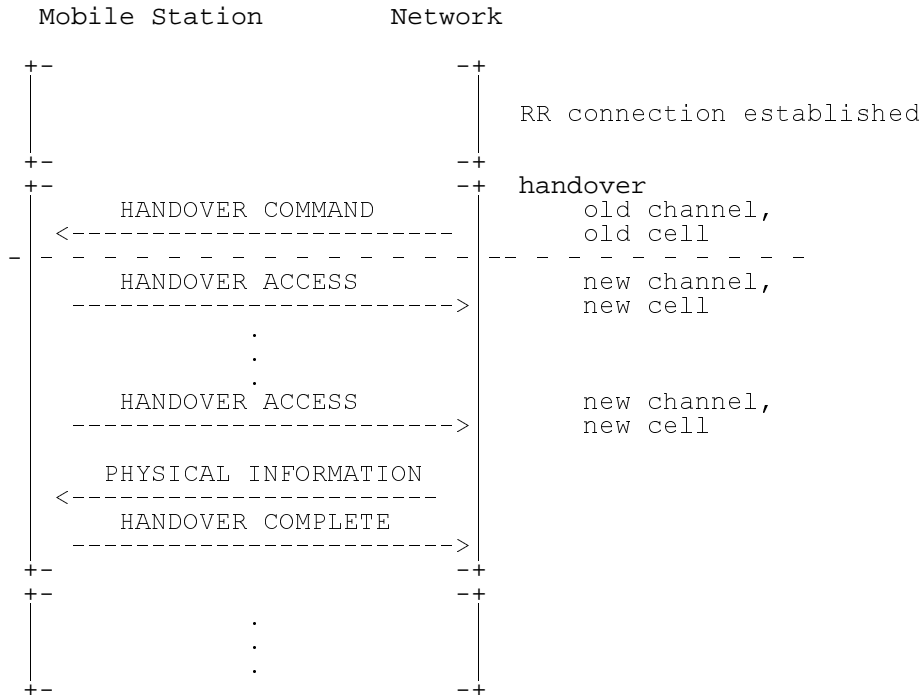 Mobile Station Network
RR connection established
handover
HANDOVER COMMAND old channel,
old cell
HANDOVER ACCESS new channel,
new cell
.
.
.
HANDOVER ACCESS new channel,
new cell
PHYSICAL INFORMATION
HANDOVER COMPLETE
.
.
.